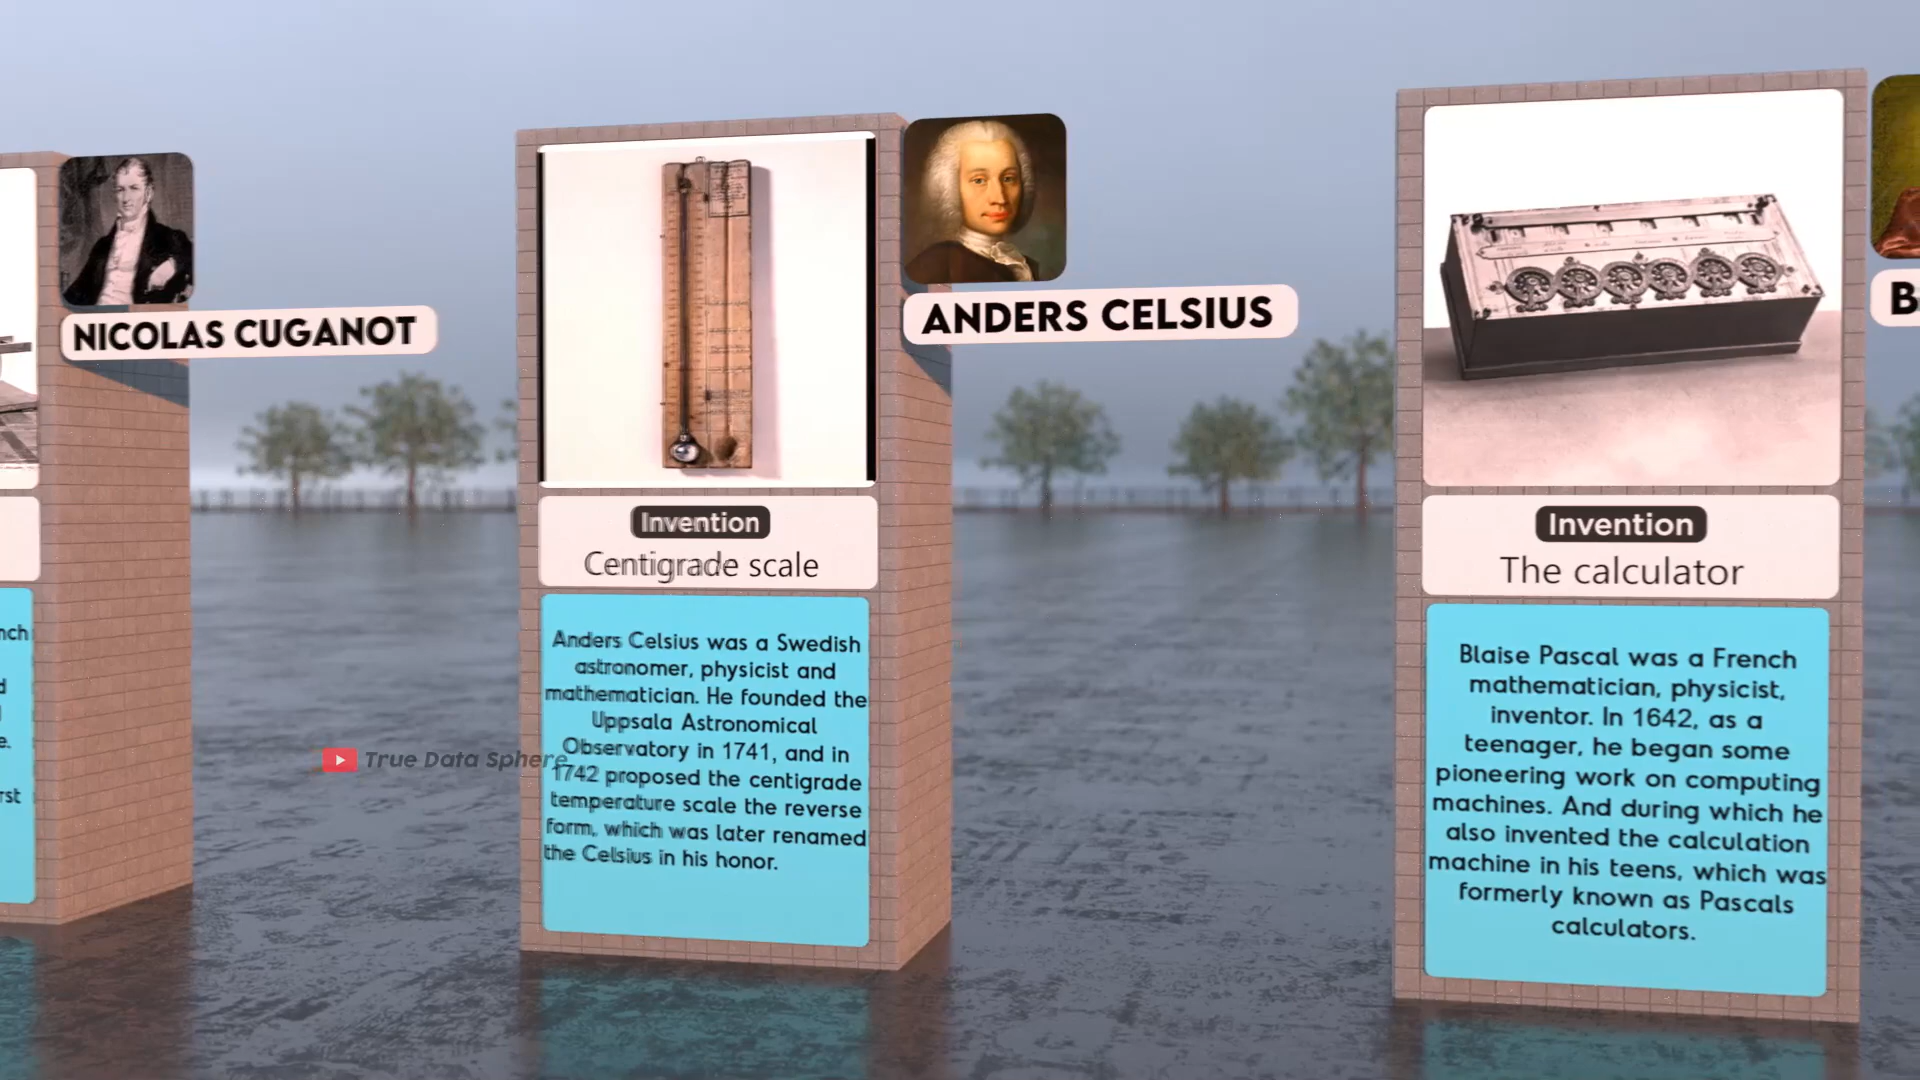 NICOLAS CUGANOT
nch
d
e.
rst
ANDERS CELSIUS
Invention
Centigrade scale
Anders Celsius was a Swedish
astronomer, physicist and
mathematician. He founded the
Uppsala Astronomical
Observatory in 1741, and in
1742 proposed the centigrade
temperature scale the reverse
form, which was later renamed
the Celsius in his honor.
True Data Sphere
B
Invention
The calculator
Blaise Pascal was a French
mathematician, physicist,
inventor. In 1642, as a
teenager, he began some
pioneering work on computing
machines. And during which he
also invented the calculation
machine in his teens, which was
formerly known as Pascals
calculators.